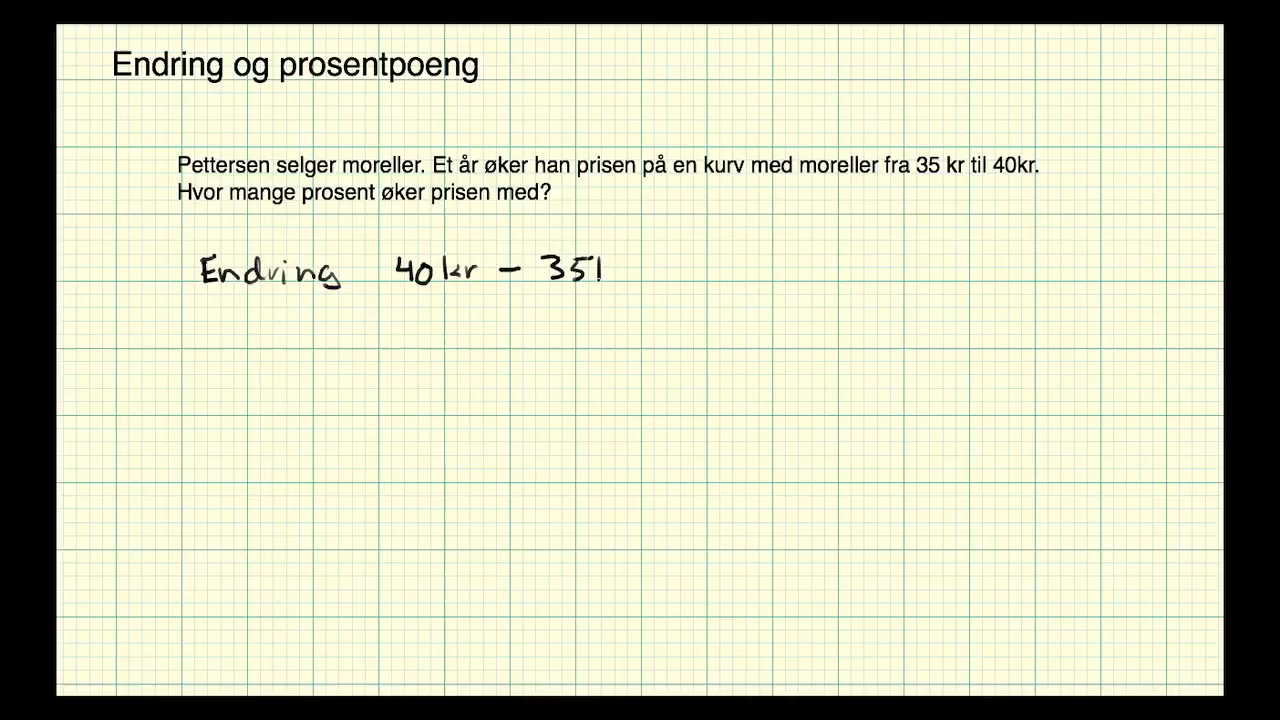 Endring og prosentpoeng
Pettersen selger moreller. Et år øker han prisen på en kurv med moreller fra 35 kr til 40kr.
Hvor mange prosent øker prisen med?
Endring 40kr - 35